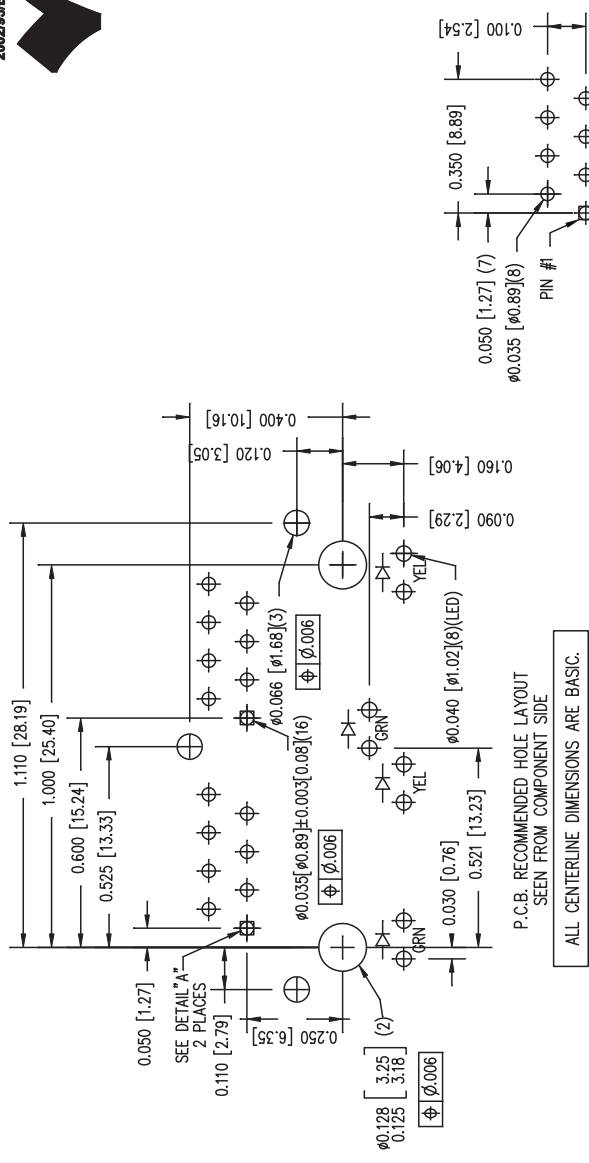 1.110 [28.19]
1.000 [25.40]
0.600 [15.24]
0.525 [13.33]
0.050 [1.27]
SEE DETAIL"A"
2 PLACES
0.110 [2.79]
0.250 [6.35]
0.400 [10.16]
0.120 [3.05]
0.160 [4.06]
0.090 [2.29]
ø0.066 [ø1.68](3)
Ø.006
ø0.035[ø0.89]±0.003[0.08](16)
Ø.006
GRN
YEL
GRN
YEL
ø0.040 [ø1.02](8)(LED)
0.030 [0.76]
0.521 [13.23]
ø0.128 3.25
0.125 3.18
(2)
Ø.006
P.C.B. RECOMMENDED HOLE LAYOUT
SEEN FROM COMPONENT SIDE
ALL CENTERLINE DIMENSIONS ARE BASIC.
0.100 [2.54]
0.350 [8.89]
0.050 [1.27] (7)
ø0.035 [ø0.89](8)
PIN #1